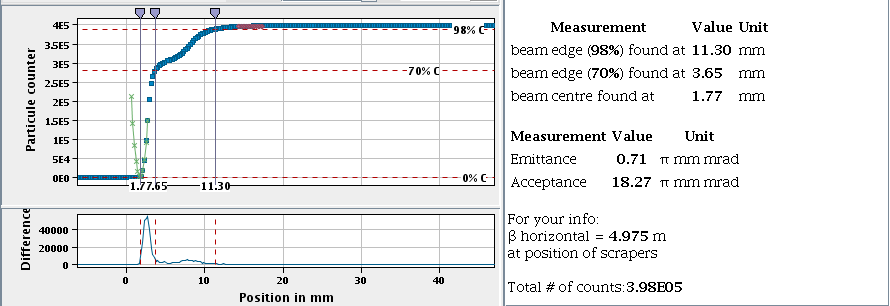 4E5
3.5E5
3E5
2.5E5
2E5
1.5E5
1E5
5E4
0E0
Particule counter
98% C
70% C
0% C
1.77
3.65
11.30
Difference
40000
20000
0
0
10
20
30
40
Position in mm
Measurement Value Unit
beam edge (98%) found at 11.30 mm
beam edge (70%) found at 3.65 mm
beam centre found at 1.77 mm
Measurement Value Unit
Emittance 0.71 π mm mrad
Acceptance 18.27 π mm mrad
For your info:
β horizontal = 4.975 m
at position of scrapers
Total # of counts:3.98E05